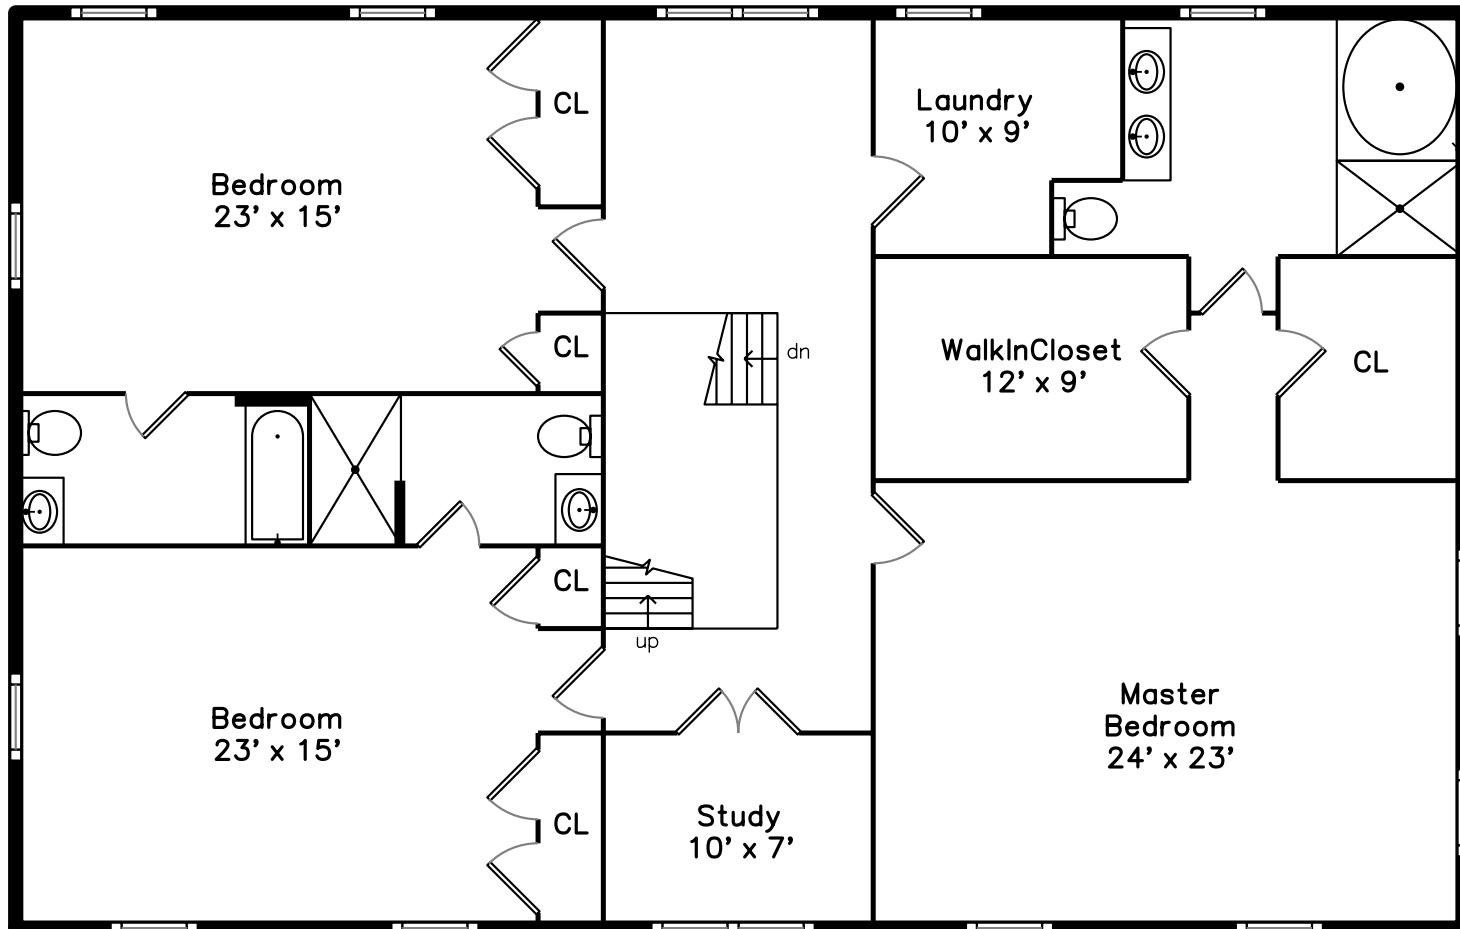 CL
Laundry
10’ x 9’
Bedroom
23’ x 15’
CL
dn
WalkInCloset
12’ x 9’
CL
CL
up
Bedroom
23’ x 15’
Master
Bedroom
24’ x 23’
CL
Study
10’ x 7’